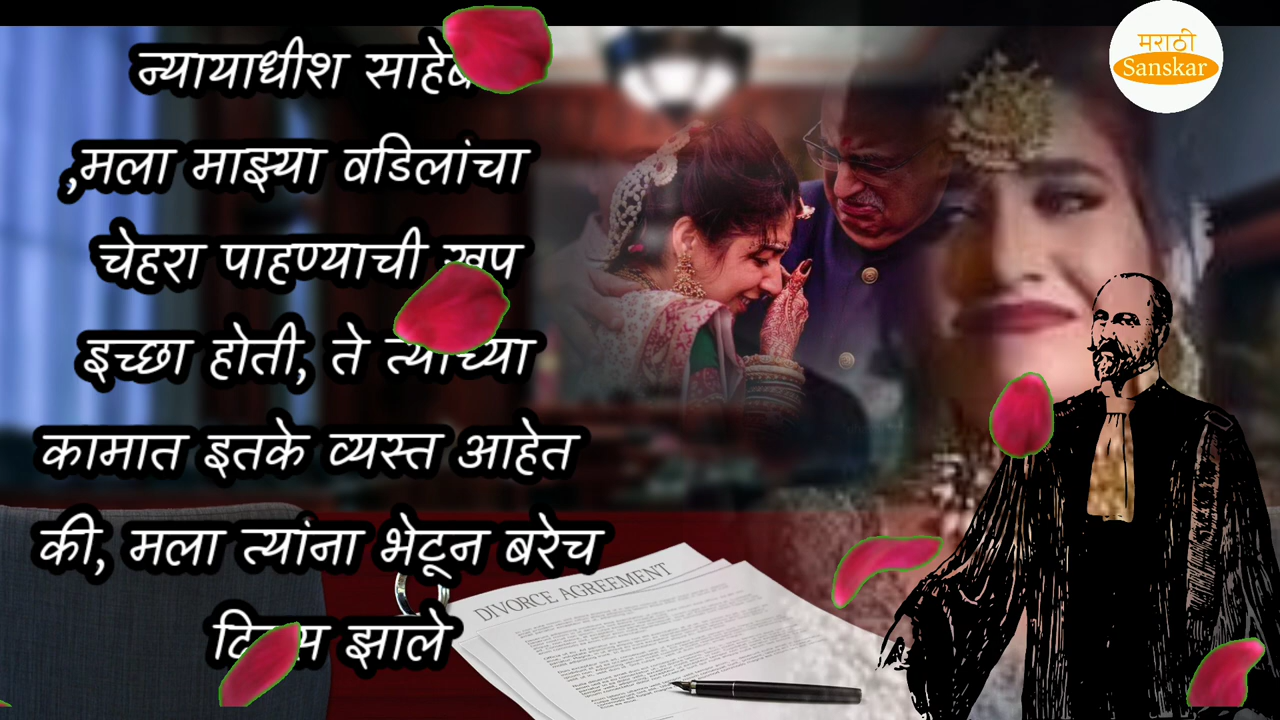 न्यायाधीश साहेब
,मला माझ्या वडिलांचा
चेहरा पाहण्याची खूप
इच्छा होती, ते त्यांच्या
कामात इतके व्यस्त आहेत
की, मला त्यांना भेटून बरेच
दिवस झाले
मराठी
Sanskar
DIVORCE AGREEMENT